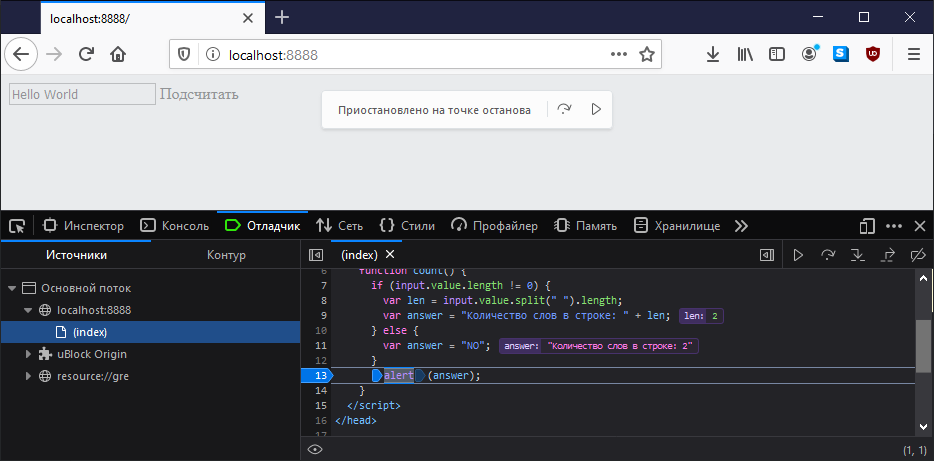 localhost:8888/
localhost:8888
Hello World Подсчитать
Приостановлено на точке останова
Инспектор Консоль Отладчик Сеть Стили Профайлер Память Хранилище
Источники Контур
(index)
Основной поток
localhost:8888
(index)
uBlock Origin
resource://gre
6 function count() {
7 if (input.value.length != 0) {
8 var len = input.value.split(" ").length;
9 var answer = "Количество слов в строке: " + len; len: 2
10 } else {
11 var answer = "NO"; answer: "Количество слов в строке: 2"
12 }
13 alert (answer);
14 }
15 </script>
16 </head>
17
(1, 1)